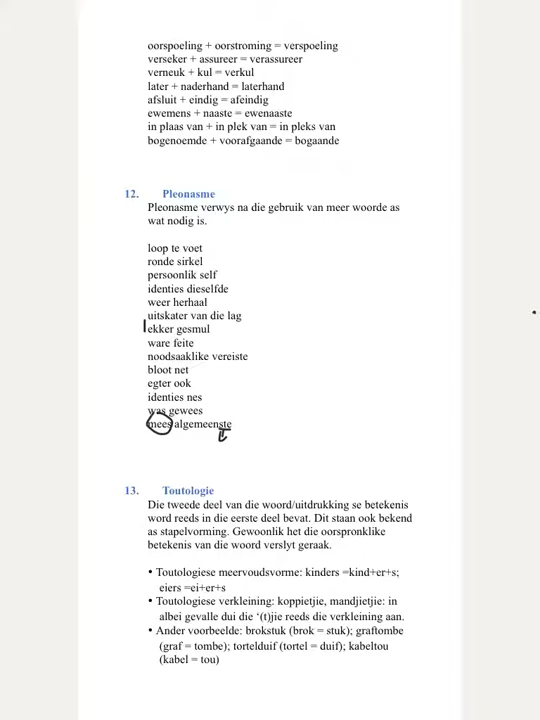 oorspoeling + oorstroming = verspoeling
verseker + assureer = verassureer
verneuk + kul = verkul
later + naderhand = laterhand
afsluit + eindig = afeindig
ewemens + naaste = ewenaaste
in plaas van + in plek van = in pleks van
bogenoemde + voorafgaande = bogaande
12. Pleonasme
Pleonasme verwys na die gebruik van meer woorde as
wat nodig is.
loop te voet
ronde sirkel
persoonlik self
identies dieselfde
weer herhaal
uitskater van die lag
lekker gesmul
ware feite
noodsaaklike vereiste
bloot net
egter ook
identies nes
was gewees
mees algemeenste
13. Toutologie
Die tweede deel van die woord/uitdrukking se betekenis
word reeds in die eerste deel bevat. Dit staan ook bekend
as stapelvorming. Gewoonlik het die oorspronklike
betekenis van die woord verslyt geraak.
• Toutologiese meervoudsvorme: kinders =kind+er+s;
eiers =ei+er+s
• Toutologiese verkleining: koppietjie, mandjietjie: in
albei gevalle dui die ‘(t)jie reeds die verkleining aan.
• Ander voorbeelde: brokstuk (brok = stuk); graftombe
(graf = tombe); tortelduif (tortel = duif); kabeltou
(kabel = tou)